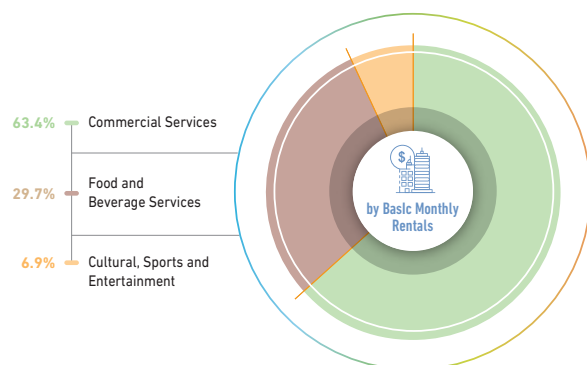 63.4% Commercial Services
29.7% Food and
Beverage Services
6.9% Cultural, Sports and
Entertainment
$
by Basic Monthly
Rentals